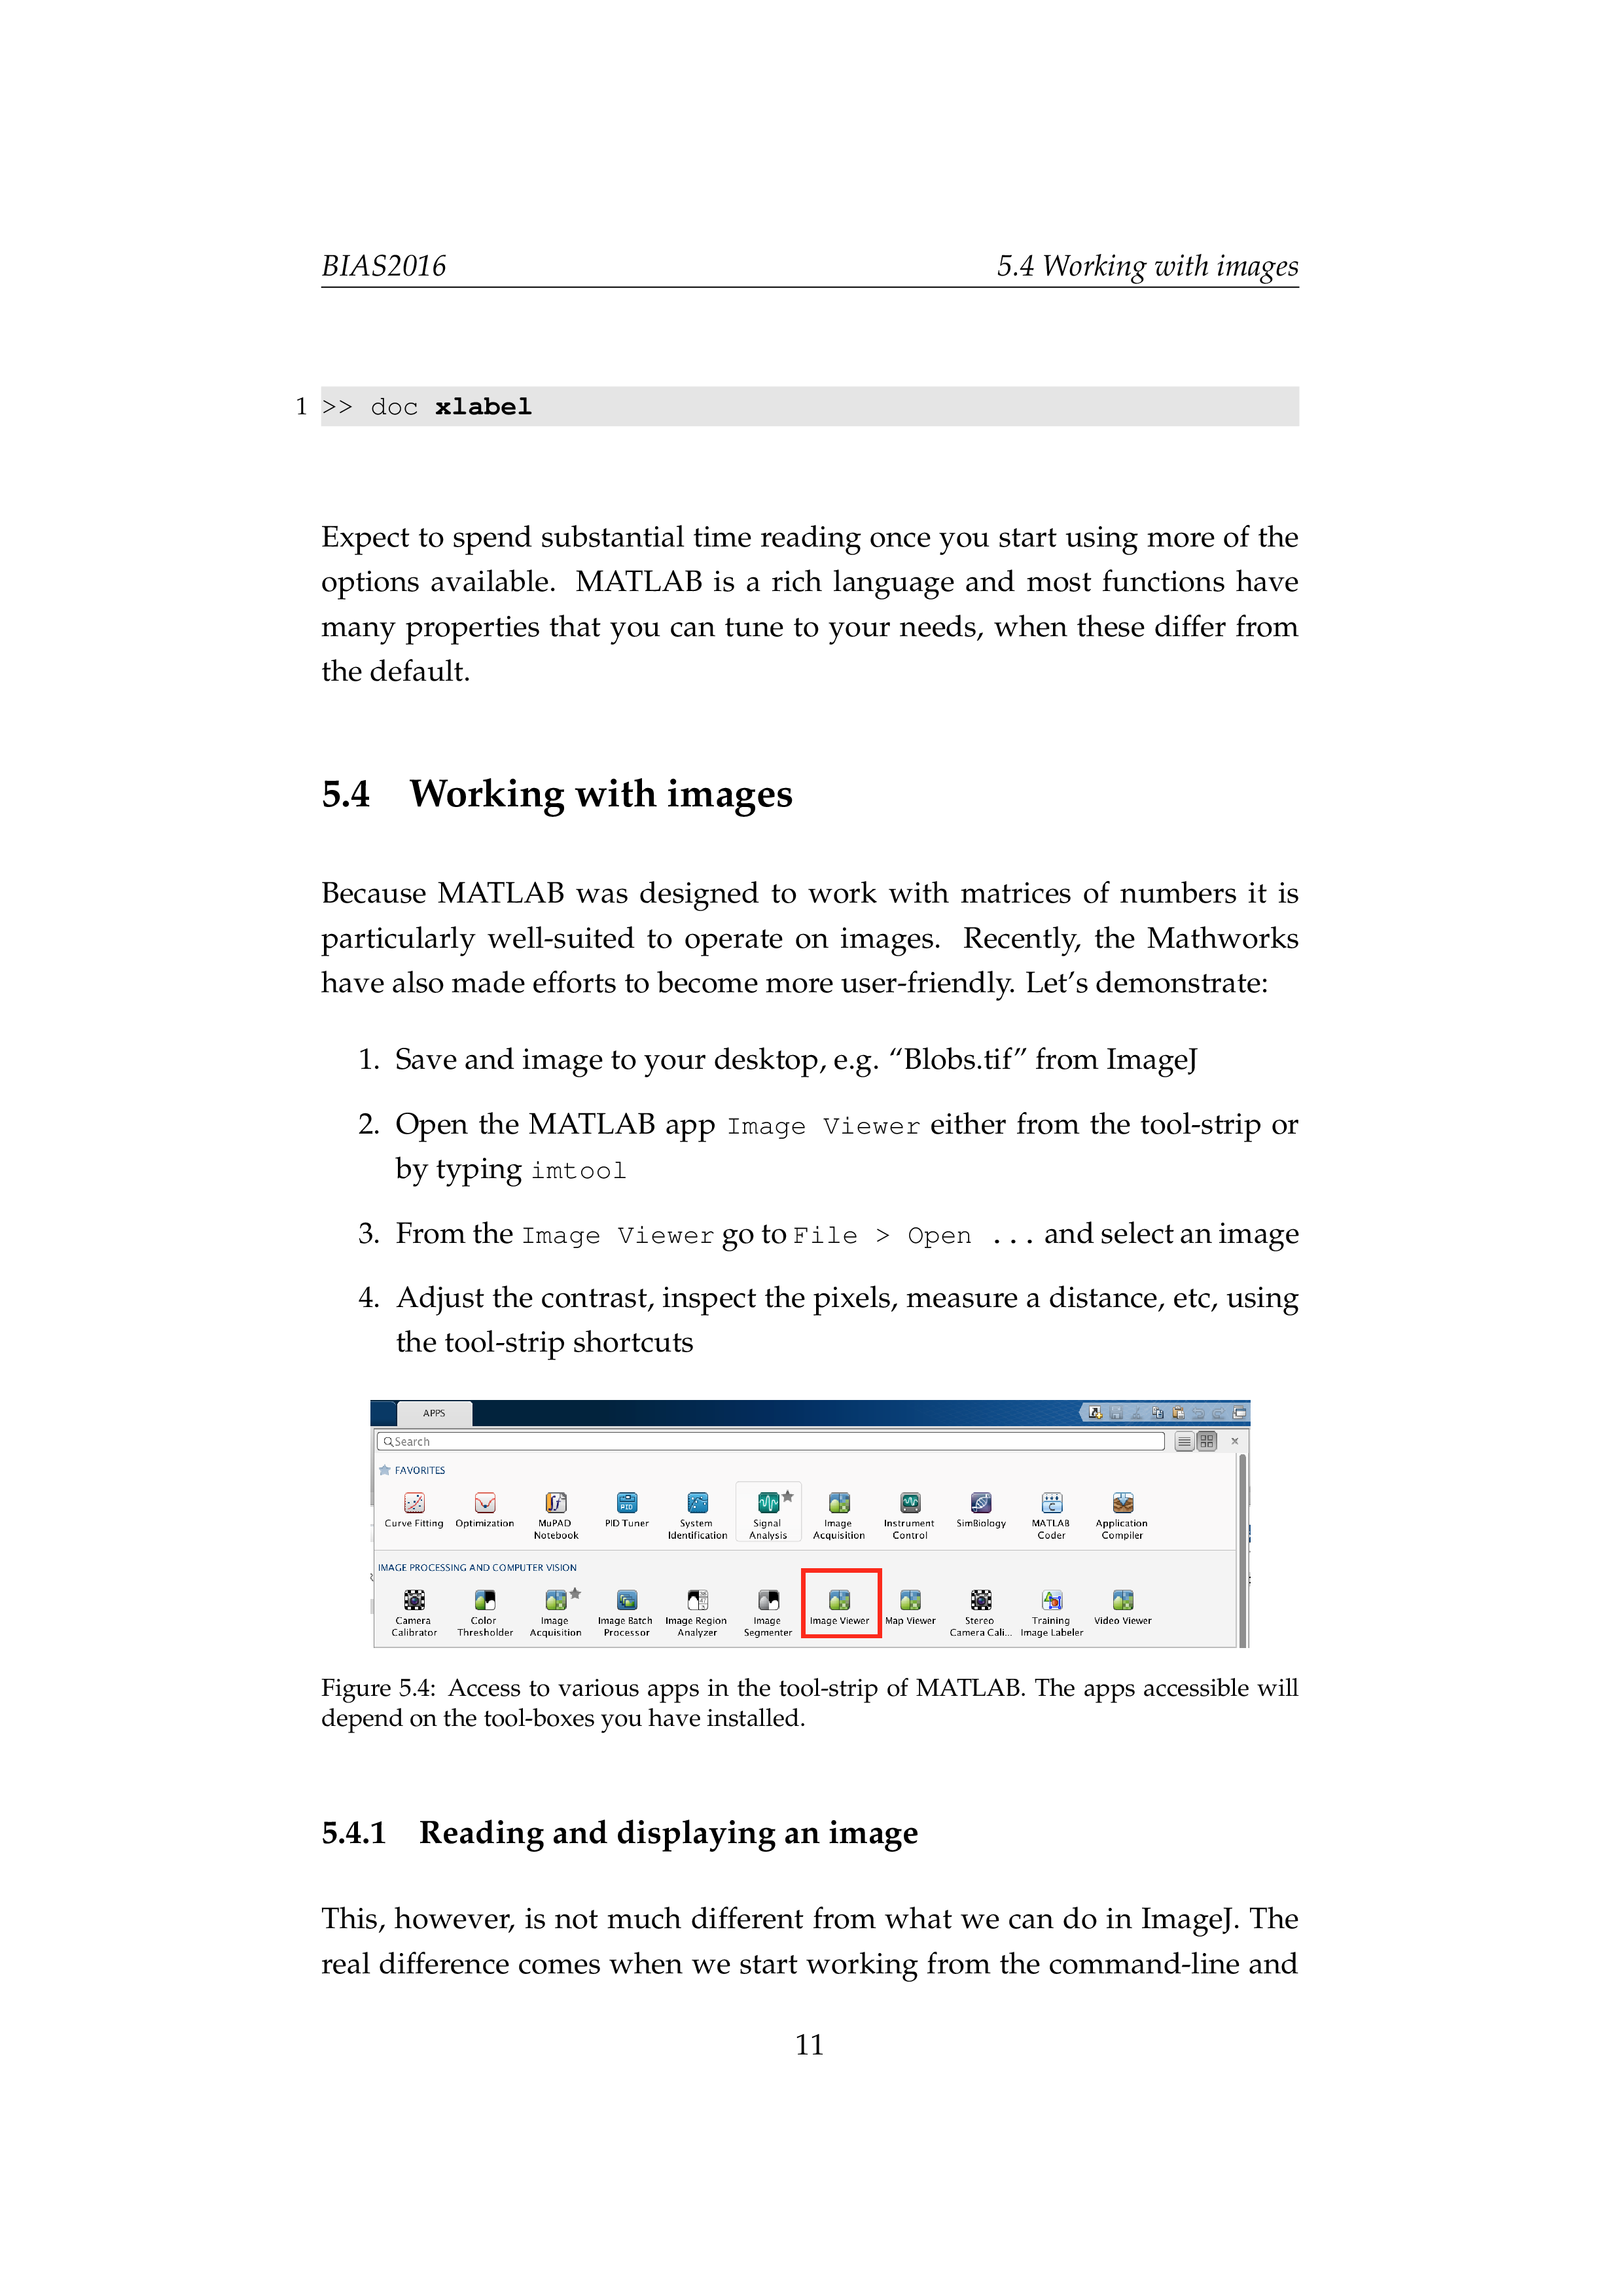 BIAS2016 5.4 Working with images
1 >> doc xlabel
Expect to spend substantial time reading once you start using more of the
options available. MATLAB is a rich language and most functions have
many properties that you can tune to your needs, when these differ from
the default.
5.4 Working with images
Because MATLAB was designed to work with matrices of numbers it is
particularly well-suited to operate on images. Recently, the Mathworks
have also made efforts to become more user-friendly. Let's demonstrate:
1. Save and image to your desktop, e.g. “Blobs.tif” from ImageJ
2. Open the MATLAB app Image Viewer either from the tool-strip or
by typing imtool
3. From the Image Viewer go to File > Open ... and select an image
4. Adjust the contrast, inspect the pixels, measure a distance, etc, using
the tool-strip shortcuts
APPS
Search
FAVORITES
Curve Fitting Optimization MuPAD PID Tuner System Signal Image Instrument SimBiology MATLAB Application
Notebook Identification Analysis Acquisition Control Coder Compiler
IMAGE PROCESSING AND COMPUTER VISION
Camera Color Image Image Batch Image Region Image Image Viewer Map Viewer Stereo Training Video Viewer
Calibrator Thresholder Acquisition Processor Analyzer Segmenter Camera Cali... Image Labeler
Figure 5.4: Access to various apps in the tool-strip of MATLAB. The apps accessible will
depend on the tool-boxes you have installed.
5.4.1 Reading and displaying an image
This, however, is not much different from what we can do in ImageJ. The
real difference comes when we start working from the command-line and
11